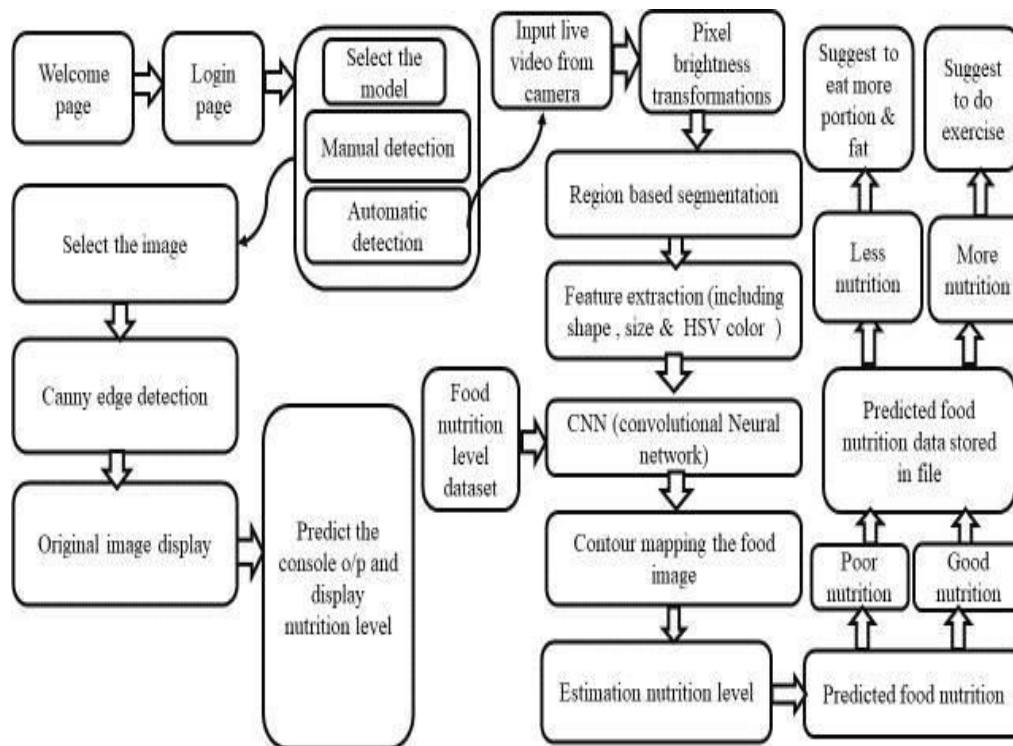 Welcome
page
Login
page
Select the
model
Manual detection
Automatic
detection
Input live
video from
camera
Pixel
brightness
transformations
Suggest to
eat more
portion &
fat
Suggest
to do
exercise
Select the image
Region based segmentation
Less
nutrition
More
nutrition
Feature extraction (including
shape , size & HSV color )
Canny edge detection
Food
nutrition
level
dataset
CNN (convolutional Neural
network)
Predicted food
nutrition data stored
in file
Original image display
Predict the
console o/p and
display
nutrition level
Contour mapping the food
image
Poor
nutrition
Good
nutrition
Estimation nutrition level
Predicted food nutrition